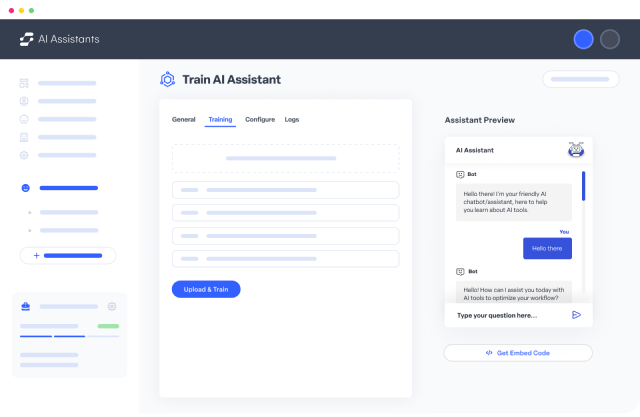 AI Assistants
Train AI Assistant
General Training Configure Logs
Upload & Train
Assistant Preview
AI Assistant
Bot
Hello there! I'm your friendly AI
chatbot/assistant, here to help
you learn about AI tools.
You
Hello there
Bot
Hello! How can I assist you today with
AI tools to optimize your workflow?
Type your question here...
</> Get Embed Code